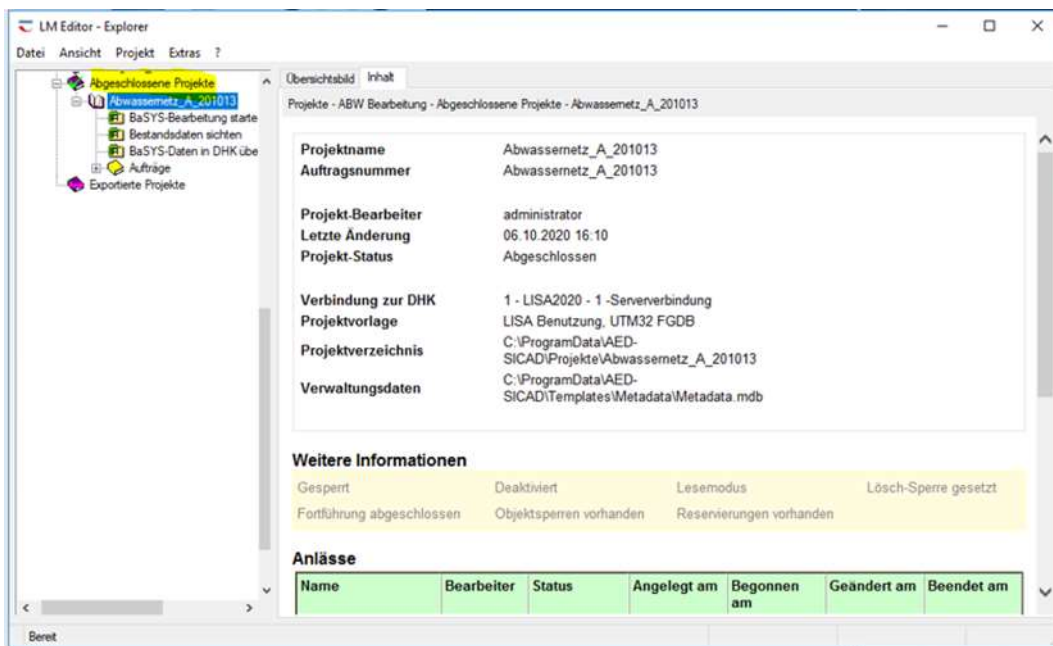 LM Editor - Explorer
Datei Ansicht Projekt Extras ?
Abgeschlossene Projekte
Abwassernetz_A_201013
BaSYS-Bearbeitung starte
Bestandsdaten sichten
BaSYS-Daten in DHK übe
Aufträge
Exportierte Projekte
Übersichtsbild Inhalt
Projekte - ABW Bearbeitung - Abgeschlossene Projekte - Abwassernetz_A_201013
Projektname Abwassernetz_A_201013
Auftragsnummer Abwassernetz_A_201013
Projekt-Bearbeiter administrator
Letzte Änderung 06.10.2020 16:10
Projekt-Status Abgeschlossen
Verbindung zur DHK 1 - LISA2020 - 1 -Serververbindung
Projektvorlage LISA Benutzung, UTM32 FGDB
Projektverzeichnis C:\ProgramData\AED-
SICAD\Projekte\Abwassernetz_A_201013
Verwaltungsdaten C:\ProgramData\AED-
SICAD\Templates\Metadata\Metadata.mdb
Weitere Informationen
Gesperrt Deaktiviert Lesemodus Lösch-Sperre gesetzt
Fortführung abgeschlossen Objektsperren vorhanden Reservierungen vorhanden
Anlässe
Name Bearbeiter Status Angelegt am Begonnen am Geändert am Beendet am
Bereit